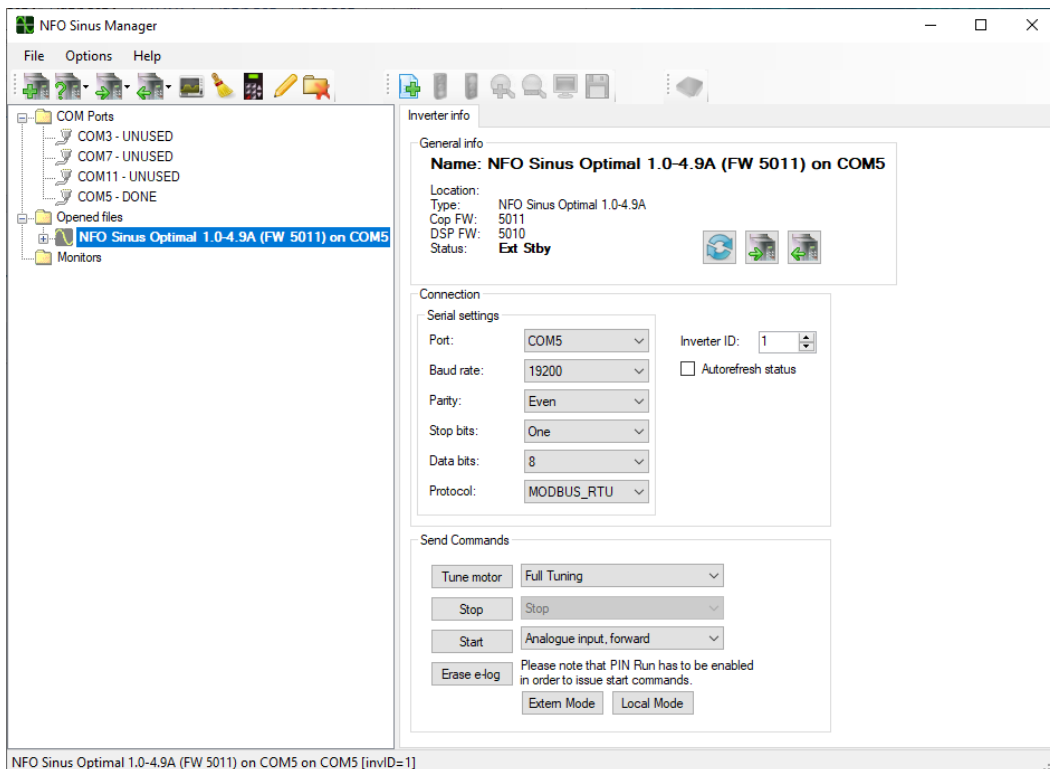 NFO Sinus Manager
File Options Help
COM Ports
COM3 - UNUSED
COM7 - UNUSED
COM11 - UNUSED
COM5 - DONE
Opened files
NFO Sinus Optimal 1.0-4.9A (FW 5011) on COM5
Monitors
Inverter info
General info
Name: NFO Sinus Optimal 1.0-4.9A (FW 5011) on COM5
Location:
Type: NFO Sinus Optimal 1.0-4.9A
Cop FW: 5011
DSP FW: 5010
Status: Ext Stby
Connection
Serial settings
Port: COM5
Baud rate: 19200
Parity: Even
Stop bits: One
Data bits: 8
Protocol: MODBUS_RTU
Inverter ID: 1
Autorefresh status
Send Commands
Tune motor Full Tuning
Stop Stop
Start Analogue input, forward
Erase e-log Please note that PIN Run has to be enabled
in order to issue start commands.
Extern Mode Local Mode
NFO Sinus Optimal 1.0-4.9A (FW 5011) on COM5 on COM5 [invID=1]